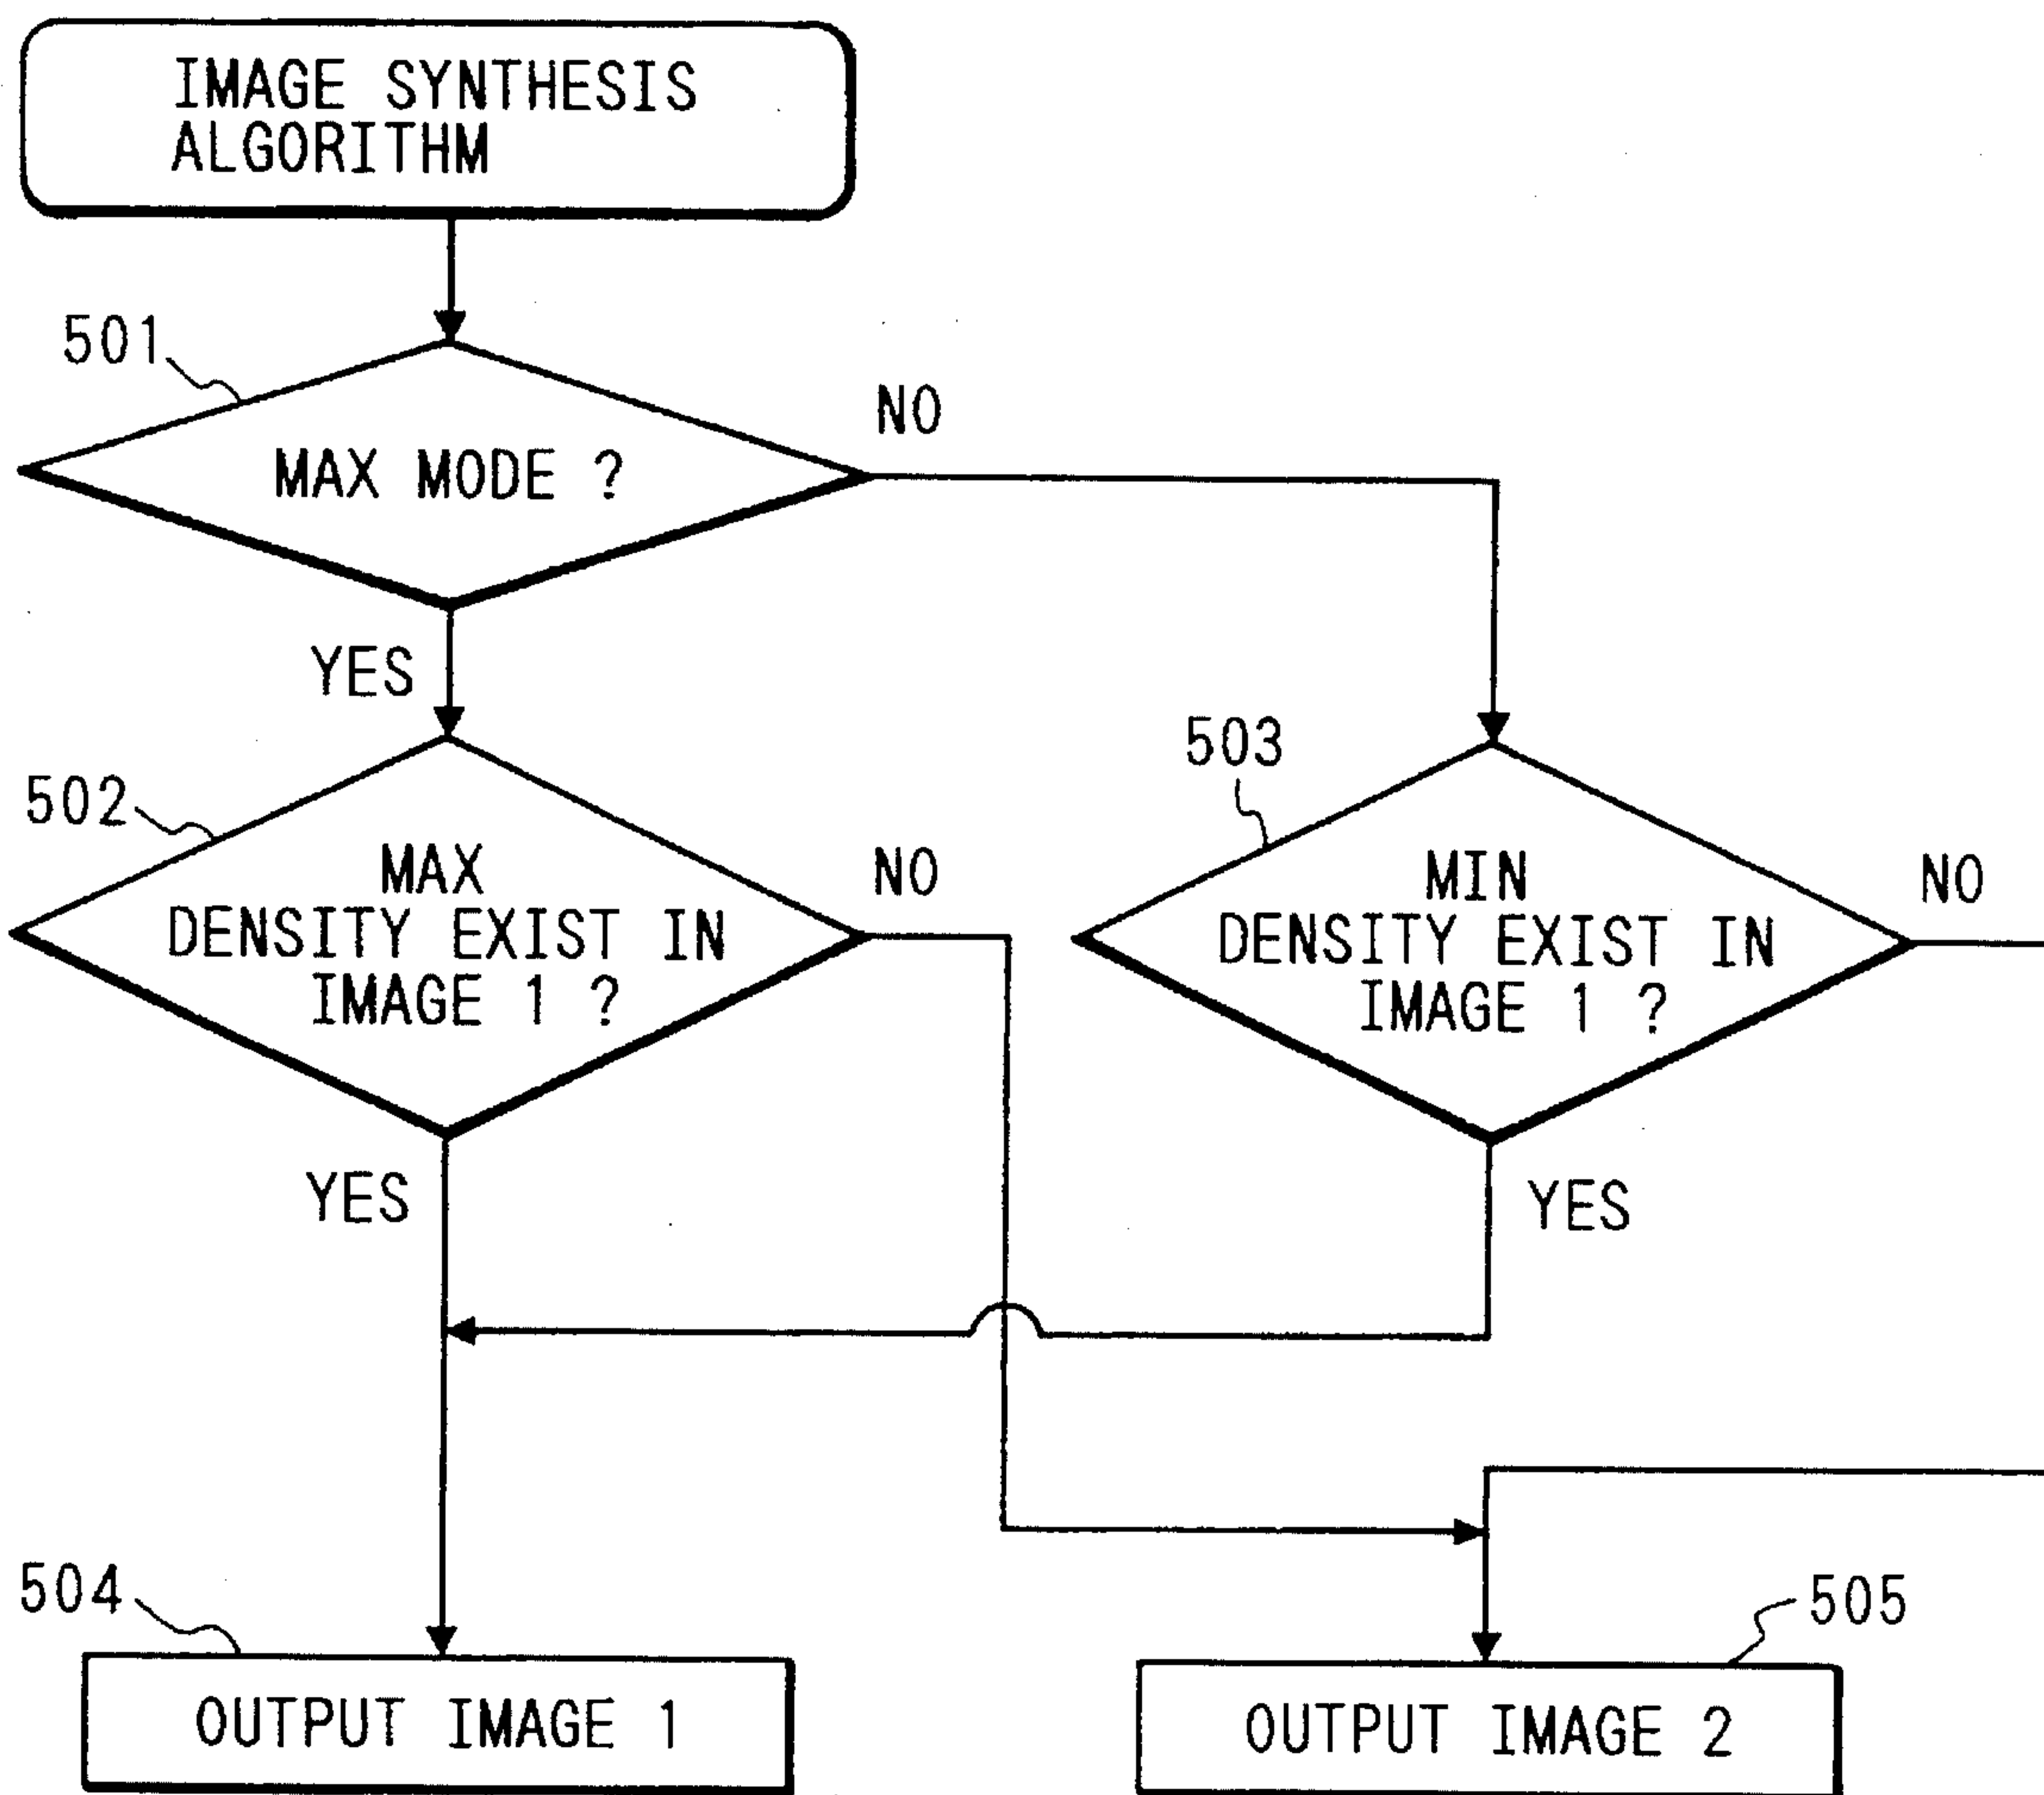 IMAGE SYNTHESIS
ALGORITHM
501
MAX MODE ?
NO
YES
502
MAX
DENSITY EXIST IN
IMAGE 1 ?
NO
YES
503
MIN
DENSITY EXIST IN
IMAGE 1 ?
NO
YES
504
OUTPUT IMAGE 1
505
OUTPUT IMAGE 2